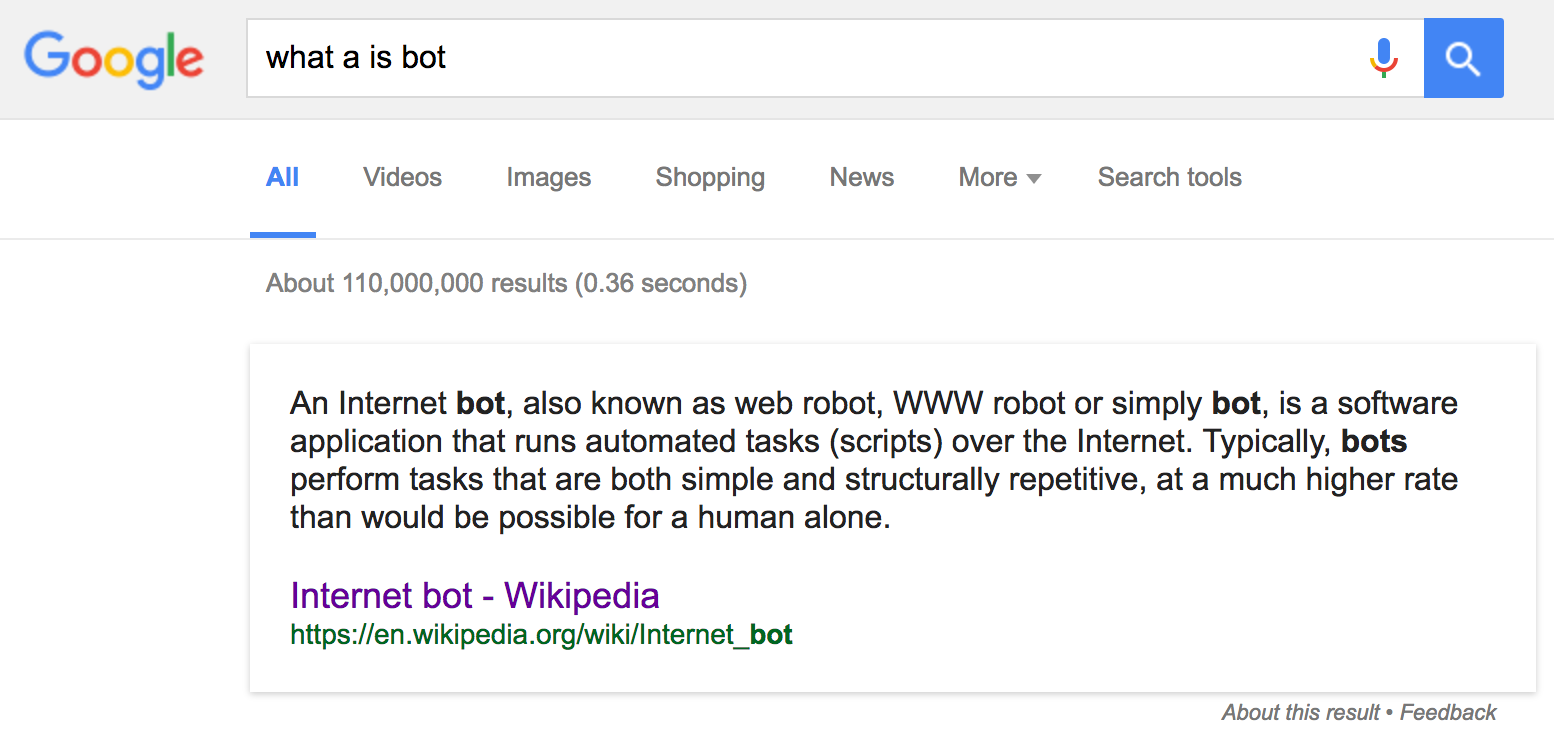 Google what a is bot
All Videos Images Shopping News More Search tools
About 110,000,000 results (0.36 seconds)
An Internet bot, also known as web robot, WWW robot or simply bot, is a software
application that runs automated tasks (scripts) over the Internet. Typically, bots
perform tasks that are both simple and structurally repetitive, at a much higher rate
than would be possible for a human alone.
Internet bot - Wikipedia
https://en.wikipedia.org/wiki/Internet_bot
About this result • Feedback